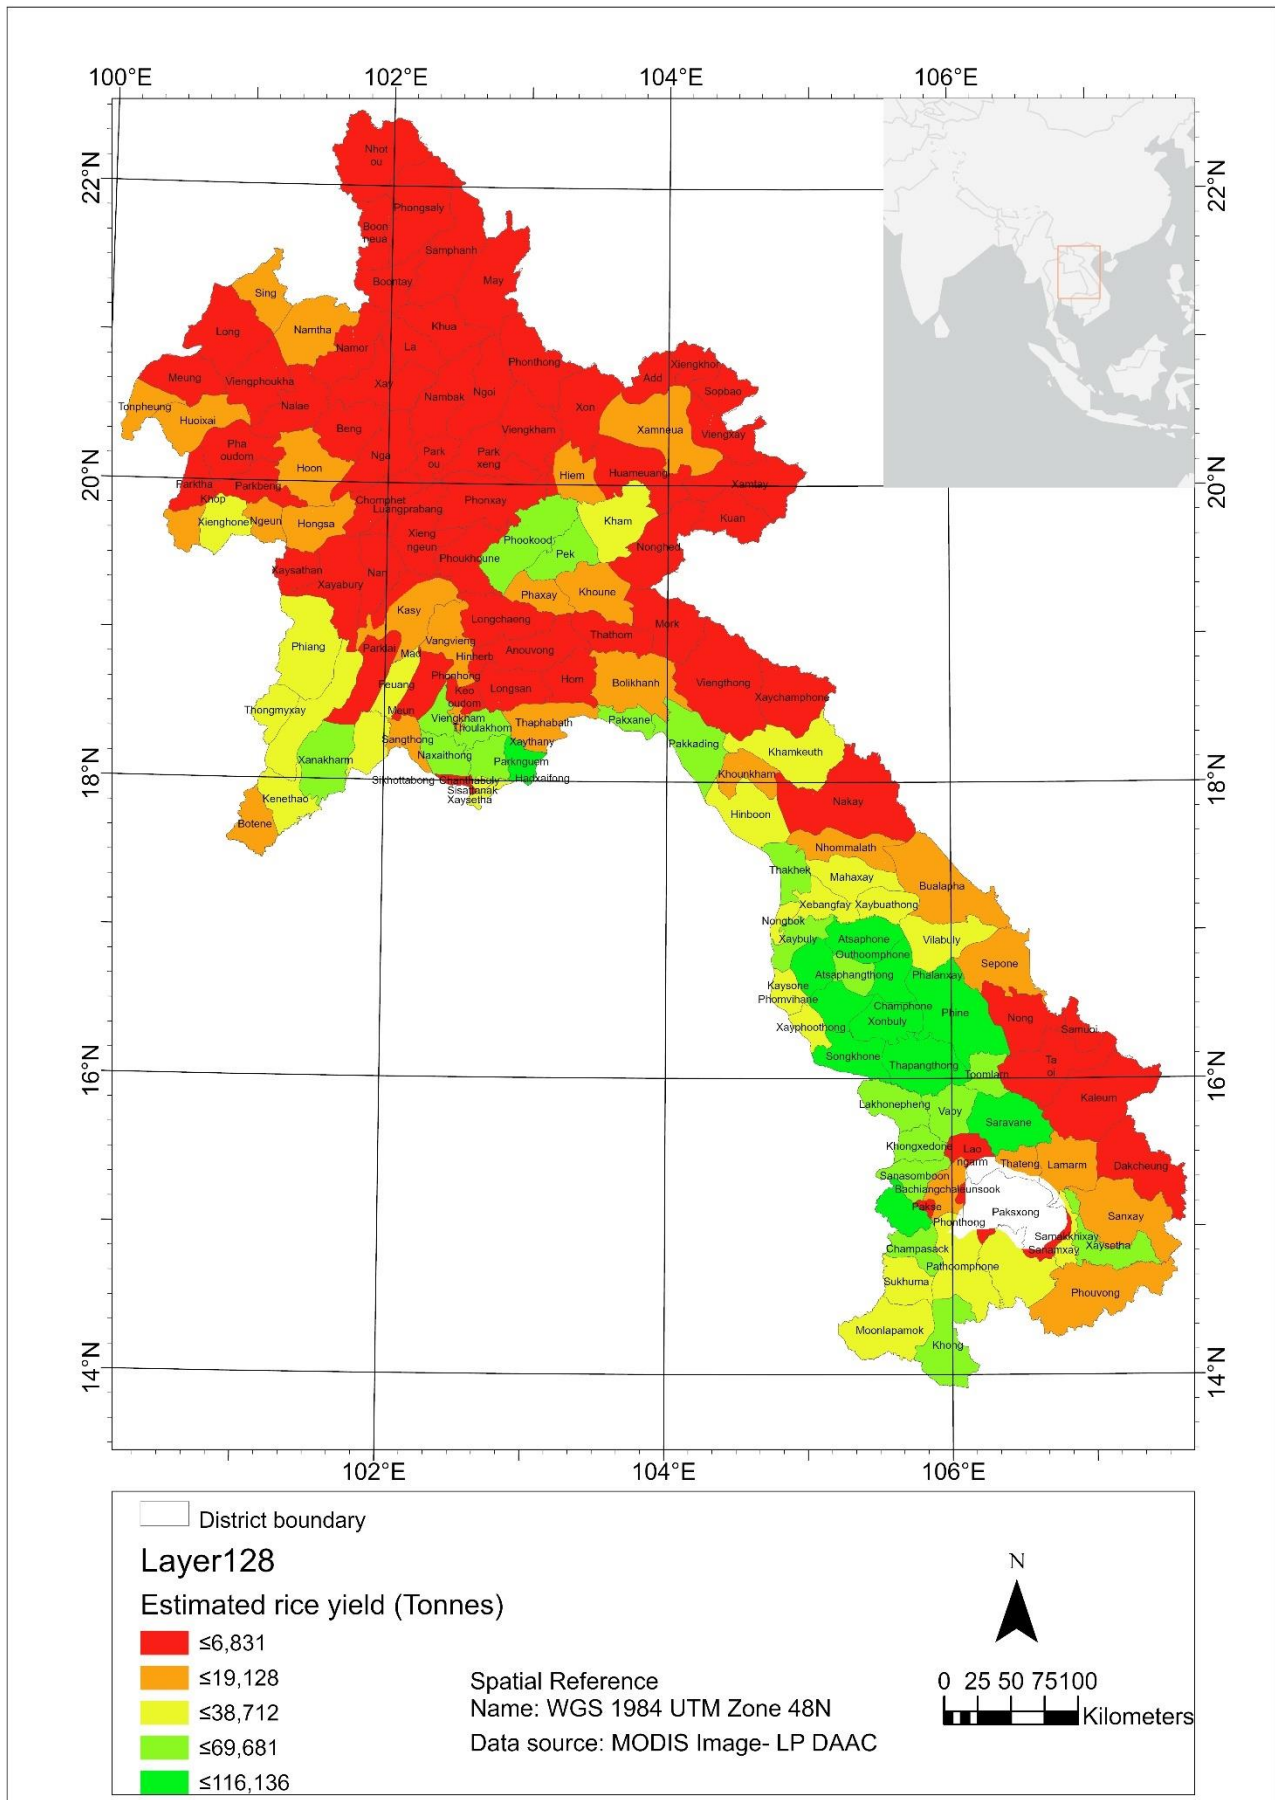 100°E 102°E 104°E 106°E
22°N 22°N
20°N 20°N
18°N 18°N
16°N 16°N
14°N 14°N
102°E 104°E 106°E
Nhot
ou
Phongsaly
Boon
neua
Samphanh
Boontay
May
Sing
Long
Namtha
Khua
Namor
La
Phonthong
Xiengkhor
Meung
Viengphoukha
Xay
Add
Sopbao
Tonpheung
Nalae
Nambak
Ngoi
Xon
Huoixai
Beng
Viengkham
Xamneua
Viengxay
Pha
oudom
Nga
Park
ou
Park
xeng
Hoon
Hiem
Huameuang
Xamtay
Parktha
Parkbeng
Khop
Chomphet
Luangprabang
Phonxay
Xienghone
Ngeun
Hongsa
Kham
Kuan
Xieng
ngeun
Phookood
Phoukhoune
Pek
Nonghed
Xaysathan
Xayabury
Nan
Phaxay
Khoune
Kasy
Longchaeng
Mork
Phiang
Parklai
Mad
Vangvieng
Hinherb
Anouvong
Thathom
Feuang
Phonhong
Keo
oudom
Longsan
Hom
Bolikhanh
Viengthong
Xaychamphone
Thongmyxay
Meun
Viengkham
Thoulakhom
Thaphabath
Pakxane
Xanakharm
Sangthong
Naxaithong
Xaythany
Parknguem
Pakkading
Khamkeuth
Sikhottabong
Chanthabuly
Hadxaifong
Sisattanak
Xaysetha
Khounkham
Kenethao
Botene
Hinboon
Nakay
Nhommalath
Thakhek
Mahaxay
Bualapha
Xebangfay
Xaybuathong
Nongbok
Xaybuly
Atsaphone
Vilabuly
Outhoomphone
Sepone
Atsaphangthong
Phalanxay
Kaysone
Phomvihane
Champhone
Phine
Nong
Xayphoothong
Xonbuly
Samuoi
Songkhone
Thapangthong
Toomlarn
Ta
oi
Kaleum
Lakhonepheng
Vapy
Saravane
Khongxedone
Lao
ngarm
Thateng
Lamarm
Dakcheung
Sanasomboon
Bachiangchaleunsook
Pakse
Paksxong
Phonthong
Sanxay
Samakkhixay
Sanamxay
Xaysetha
Champasack
Pathoomphone
Sukhuma
Phouvong
Moonlapamok
Khong
District boundary
Layer128
Estimated rice yield (Tonnes)
≤6,831
≤19,128
≤38,712
≤69,681
≤116,136
Spatial Reference
Name: WGS 1984 UTM Zone 48N
Data source: MODIS Image- LP DAAC
N
0 25 50 75100
Kilometers